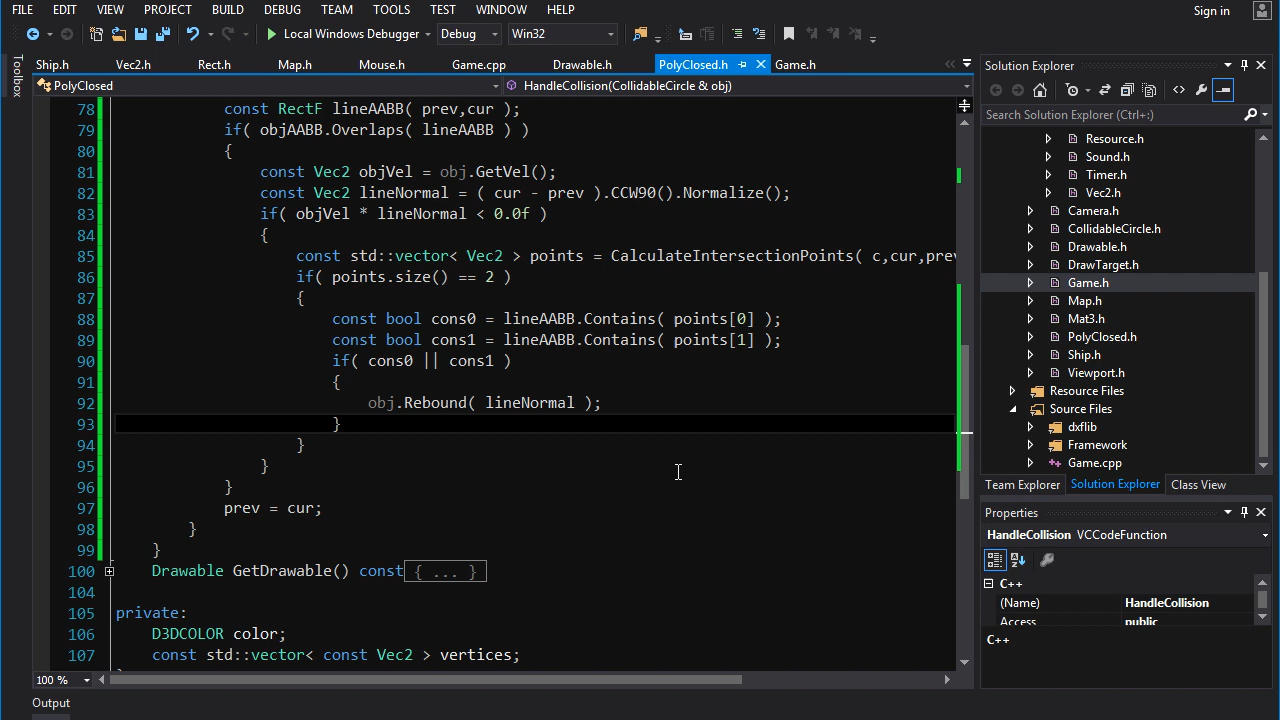 FILE EDIT VIEW PROJECT BUILD DEBUG TEAM TOOLS TEST WINDOW HELP Sign in
Local Windows Debugger Debug Win32
Toolbox
Ship.h Vec2.h Rect.h Map.h Mouse.h Game.cpp Drawable.h PolyClosed.h Game.h
PolyClosed HandleCollision(CollidableCircle & obj)
78 const RectF lineAABB( prev,cur );
79 if( objAABB.Overlaps( lineAABB ) )
80 {
81 const Vec2 objVel = obj.GetVel();
82 const Vec2 lineNormal = ( cur - prev ).CCW90().Normalize();
83 if( objVel * lineNormal < 0.0f )
84 {
85 const std::vector< Vec2 > points = CalculateIntersectionPoints( c,cur,prev
86 if( points.size() == 2 )
87 {
88 const bool cons0 = lineAABB.Contains( points[0] );
89 const bool cons1 = lineAABB.Contains( points[1] );
90 if( cons0 || cons1 )
91 {
92 obj.Rebound( lineNormal );
93 }
94 }
95 }
96 }
97 prev = cur;
98 }
99 }
100 Drawable GetDrawable() const{ ... }
104
105 private:
106 D3DCOLOR color;
107 const std::vector< const Vec2 > vertices;
100 %
Output
Solution Explorer
Search Solution Explorer (Ctrl+;)
Resource.h
Sound.h
Timer.h
Vec2.h
Camera.h
CollidableCircle.h
Drawable.h
DrawTarget.h
Game.h
Map.h
Mat3.h
PolyClosed.h
Ship.h
Viewport.h
Resource Files
Source Files
dxflib
Framework
Game.cpp
Team Explorer Solution Explorer Class View
Properties
HandleCollision VCCodeFunction
C++
(Name) HandleCollision
Access public
C++